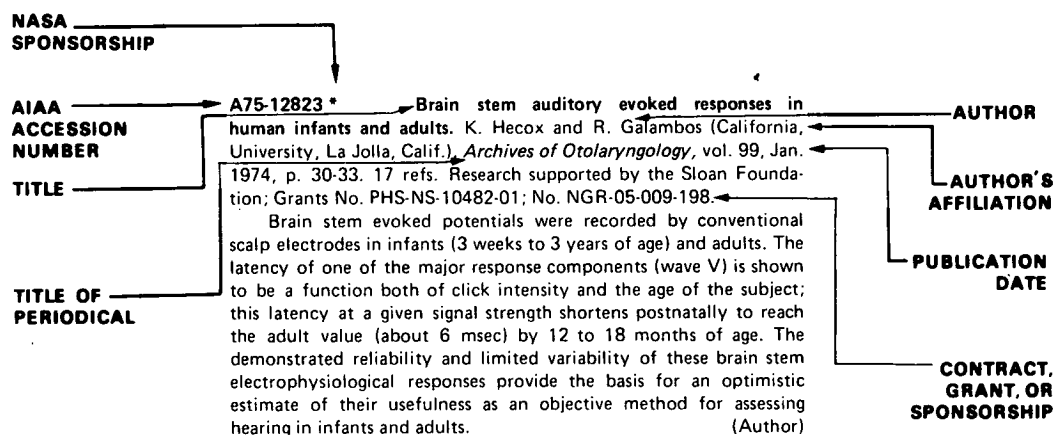 NASA
SPONSORSHIP
AIAA
ACCESSION
NUMBER
TITLE
TITLE OF
PERIODICAL
A75-12823 * Brain stem auditory evoked responses in
human infants and adults. K. Hecox and R. Galambos (California,
University, La Jolla, Calif.). Archives of Otolaryngology, vol. 99, Jan.
1974, p. 30-33. 17 refs. Research supported by the Sloan Founda-
tion; Grants No. PHS-NS-10482-01; No. NGR-05-009-198.
Brain stem evoked potentials were recorded by conventional
scalp electrodes in infants (3 weeks to 3 years of age) and adults. The
latency of one of the major response components (wave V) is shown
to be a function both of click intensity and the age of the subject;
this latency at a given signal strength shortens postnatally to reach
the adult value (about 6 msec) by 12 to 18 months of age. The
demonstrated reliability and limited variability of these brain stem
electrophysiological responses provide the basis for an optimistic
estimate of their usefulness as an objective method for assessing
hearing in infants and adults. (Author)
AUTHOR
AUTHOR'S
AFFILIATION
PUBLICATION
DATE
CONTRACT,
GRANT, OR
SPONSORSHIP